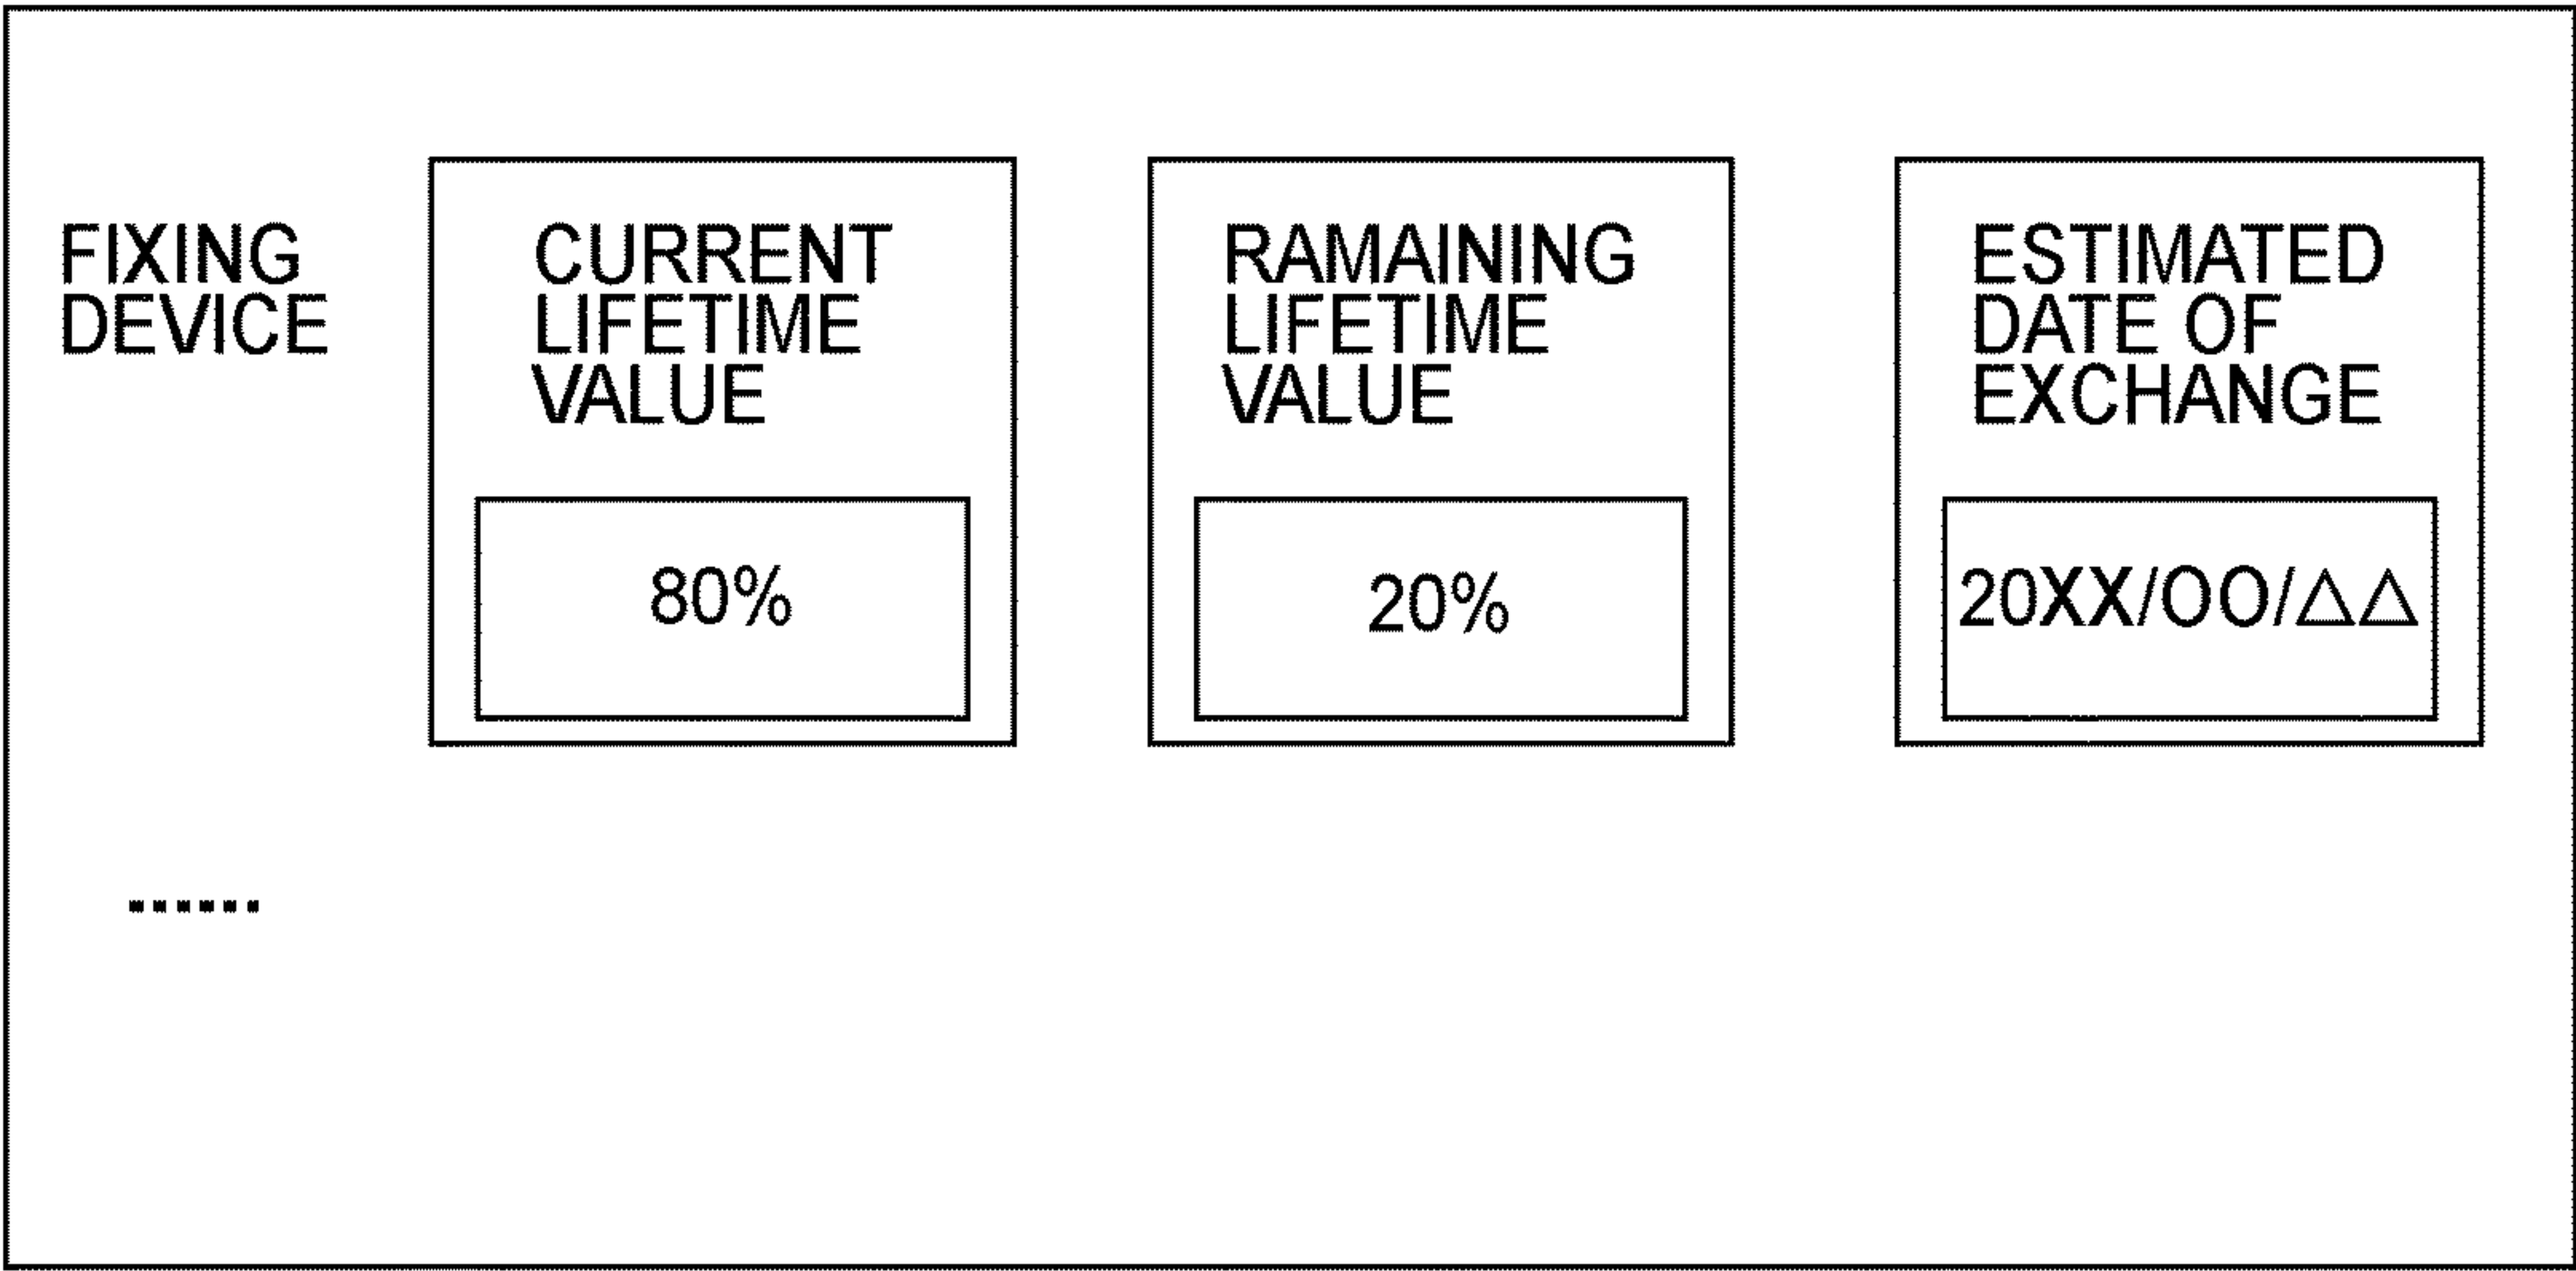 FIXING
DEVICE
CURRENT
LIFETIME
VALUE
80%
RAMAINING
LIFETIME
VALUE
20%
ESTIMATED
DATE OF
EXCHANGE
20XX/OO/△△
------